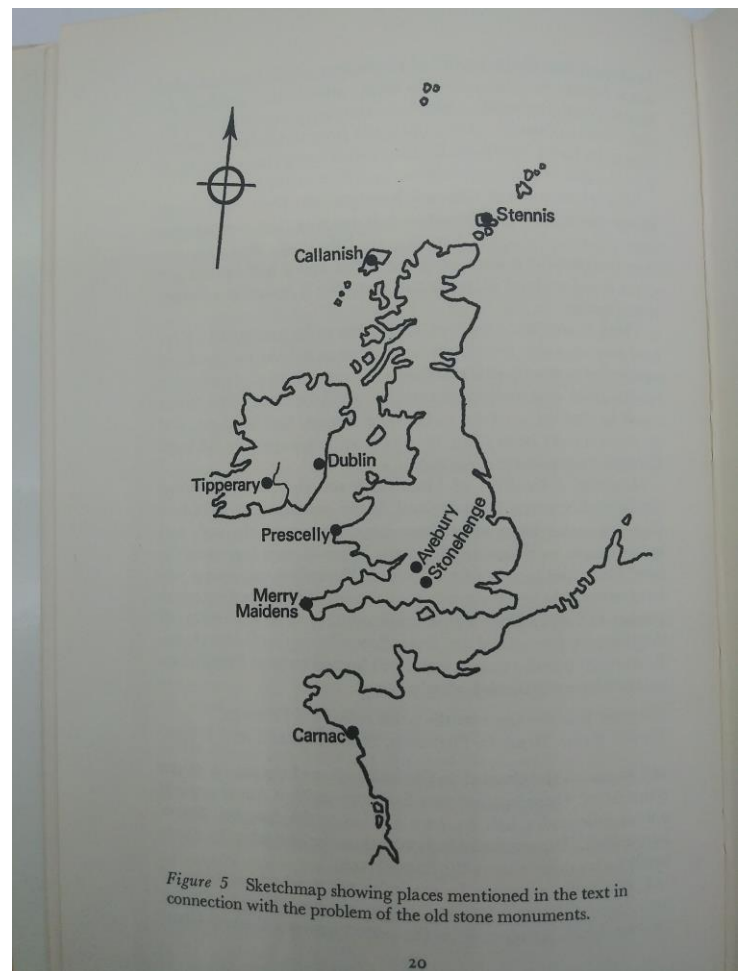 Stennis
Callanish
Dublin
Tipperary
Prescelly
Avebury
Stonehenge
Merry
Maidens
Carnac
Figure 5 Sketchmap showing places mentioned in the text in
connection with the problem of the old stone monuments.
20